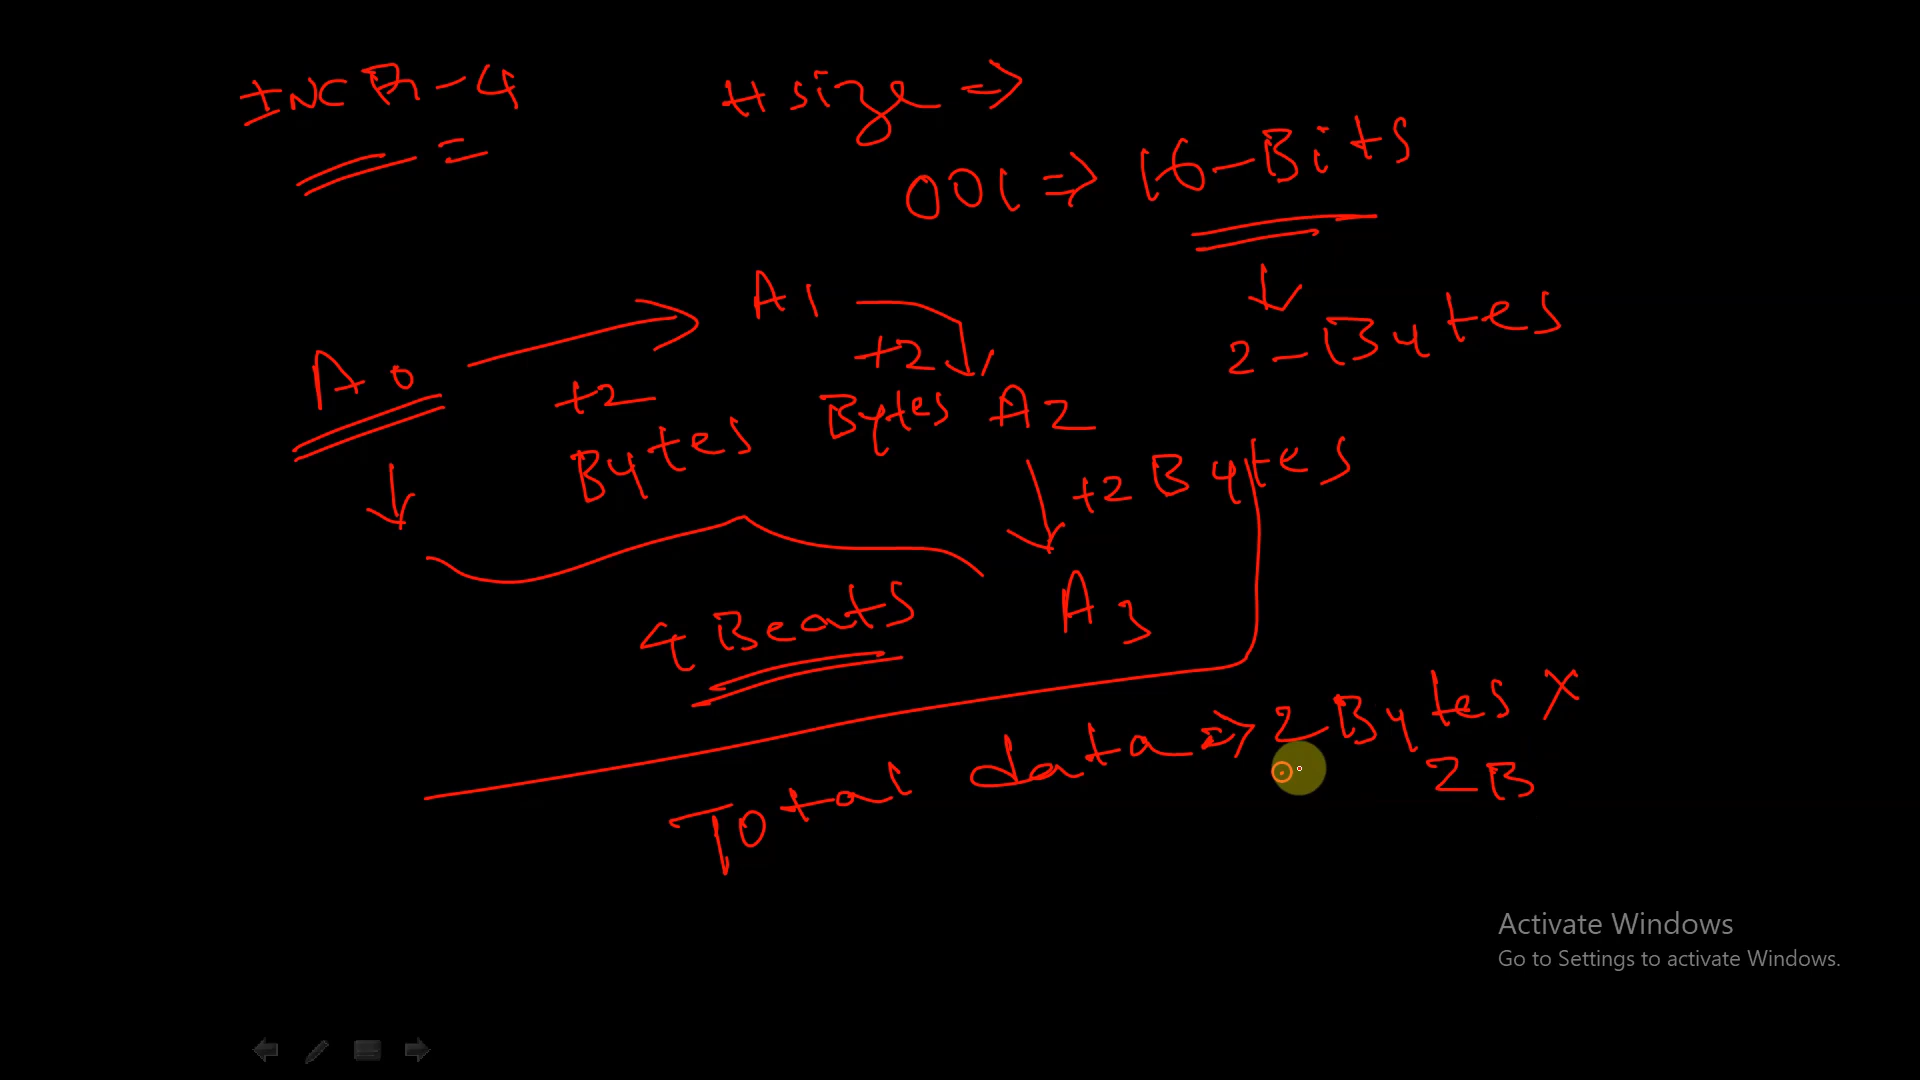 INCR-4 Hsize ⇒
001 ⇒ 16-Bits
2-Bytes
A0 → A1
+2 Bytes
+2 Bytes A2
+2 Bytes
A3
4 Beats
Total data ⇒ 2 Bytes X
2B
Activate Windows
Go to Settings to activate Windows.